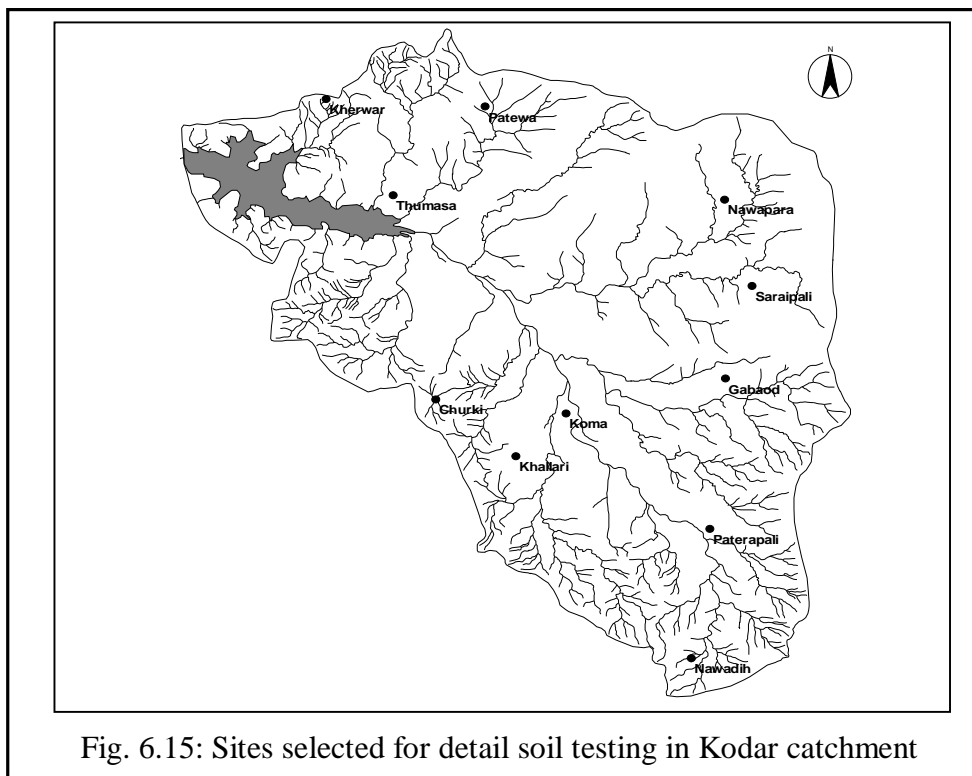 N
Kherwar
Patewa
Thumasa
Nawapara
Saraipali
Gabaod
Churki
Koma
Khallari
Paterapali
Nawadih
Fig. 6.15: Sites selected for detail soil testing in Kodar catchment